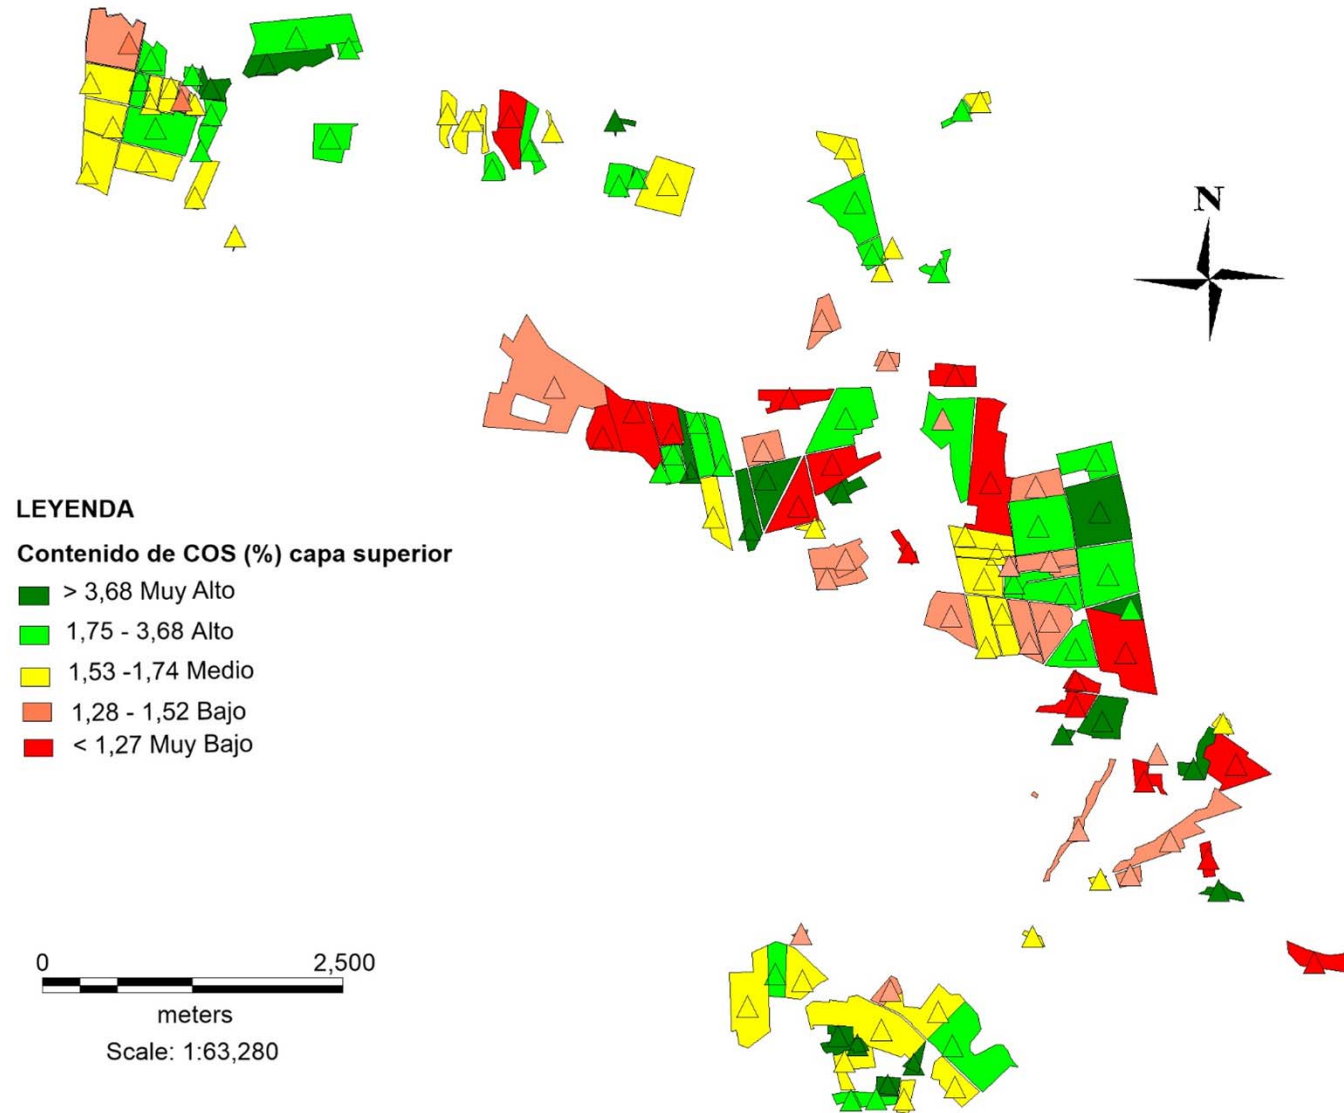 N
LEYENDA
Contenido de COS (%) capa superior
> 3,68 Muy Alto
1,75 - 3,68 Alto
1,53 -1,74 Medio
1,28 - 1,52 Bajo
< 1,27 Muy Bajo
0 2,500
meters
Scale: 1:63,280